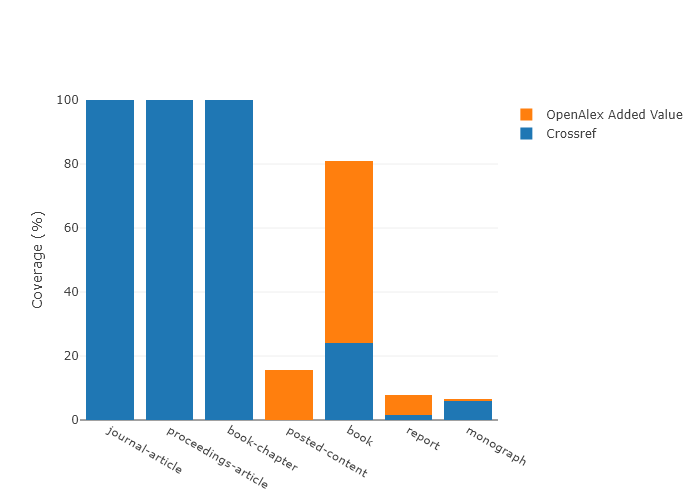 OpenAlex Added Value
Crossref
Coverage (%)
100
80
60
40
20
0
journal-article
proceedings-article
book-chapter
posted-content
book
report
monograph